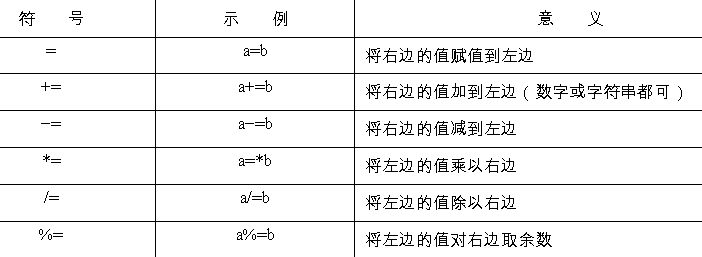 符 号 示 例 意 义
= a=b 将右边的值赋值到左边
+= a+=b 将右边的值加到左边（数字或字符串都可）
−= a−=b 将右边的值减到左边
*= a=*b 将左边的值乘以右边
/= a/=b 将左边的值除以右边
%= a%=b 将左边的值对右边取余数